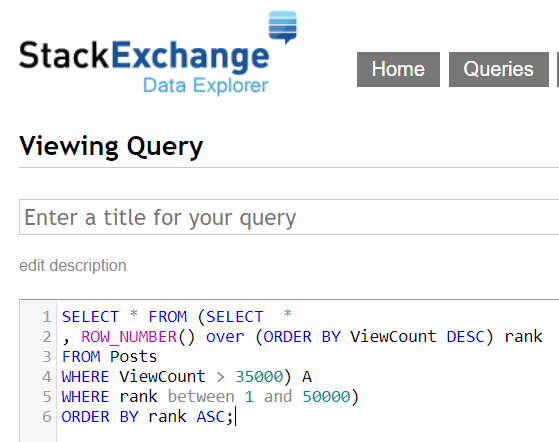 StackExchange
Data Explorer
Home Queries
Viewing Query
Enter a title for your query
edit description
1 SELECT * FROM (SELECT *
2 , ROW_NUMBER() over (ORDER BY ViewCount DESC) rank
3 FROM Posts
4 WHERE ViewCount > 35000) A
5 WHERE rank between 1 and 50000)
6 ORDER BY rank ASC;